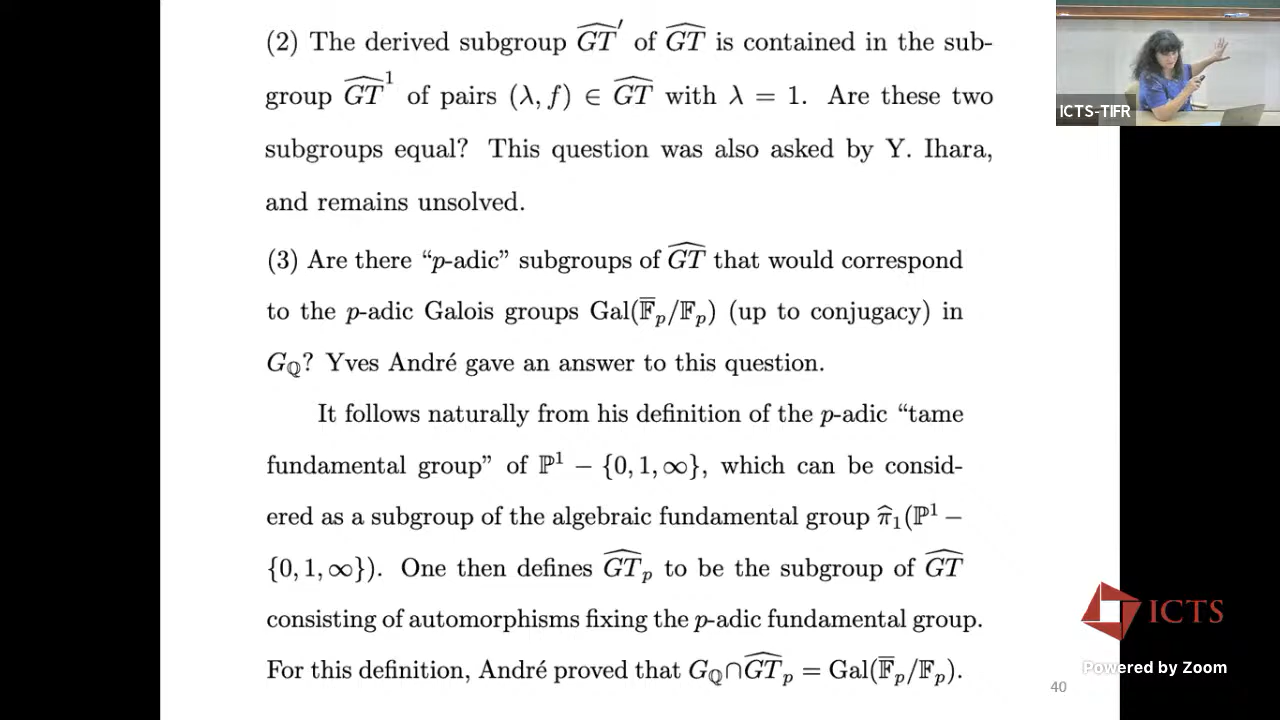 (2) The derived subgroup $\widehat{GT}'$ of $\widehat{GT}$ is contained in the sub-
group $\widehat{GT}^1$ of pairs $(\lambda, f) \in \widehat{GT}$ with $\lambda = 1$. Are these two
subgroups equal? This question was also asked by Y. Ihara,
and remains unsolved.
(3) Are there “p-adic” subgroups of $\widehat{GT}$ that would correspond
to the p-adic Galois groups $\text{Gal}(\overline{\mathbb{F}}_p/\mathbb{F}_p)$ (up to conjugacy) in
$G_{\mathbb{Q}}$? Yves André gave an answer to this question.
It follows naturally from his definition of the p-adic “tame
fundamental group” of $\mathbb{P}^1 - \{0, 1, \infty\}$, which can be consid-
ered as a subgroup of the algebraic fundamental group $\widehat{\pi}_1(\mathbb{P}^1 -$
$\{0, 1, \infty\})$. One then defines $\widehat{GT}_p$ to be the subgroup of $\widehat{GT}$
consisting of automorphisms fixing the p-adic fundamental group.
For this definition, André proved that $G_{\mathbb{Q}} \cap \widehat{GT}_p = \text{Gal}(\overline{\mathbb{F}}_p/\mathbb{F}_p)$.
40
ICTS-TIFR
ICTS
Powered by Zoom